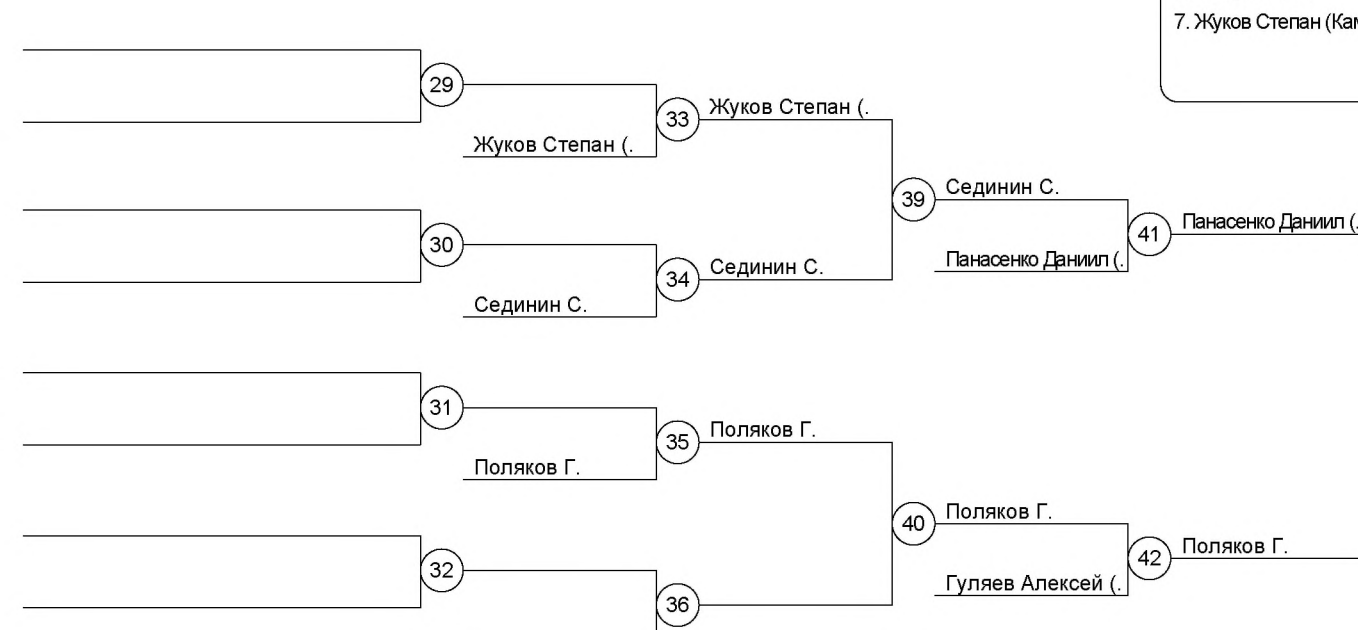 7. Жуков Степан (Кам
29
33
Жуков Степан (.
Жуков Степан (.
39
Сединин С.
41
Панасенко Даниил (.
30
34
Сединин С.
Панасенко Даниил (.
Сединин С.
31
35
Поляков Г.
Поляков Г.
40
Поляков Г.
42
Поляков Г.
32
36
Гуляев Алексей (.